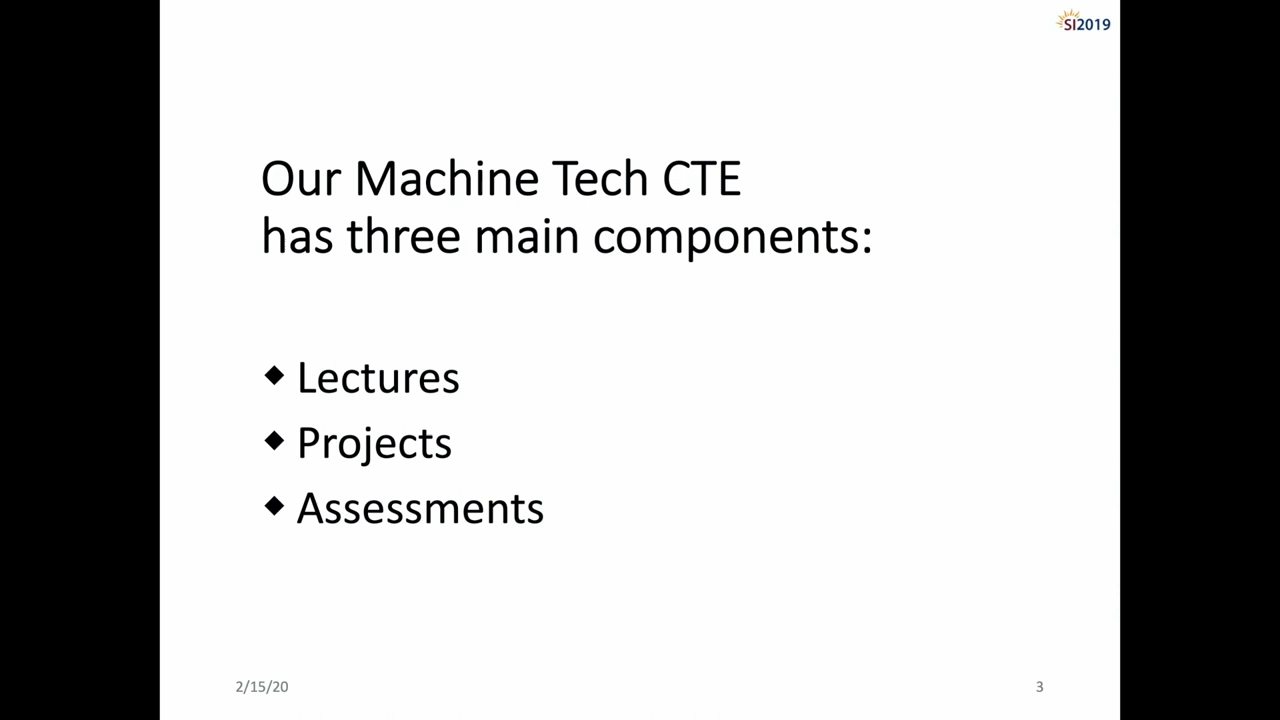 SI2019
Our Machine Tech CTE
has three main components:
◆ Lectures
◆ Projects
◆ Assessments
2/15/20
3